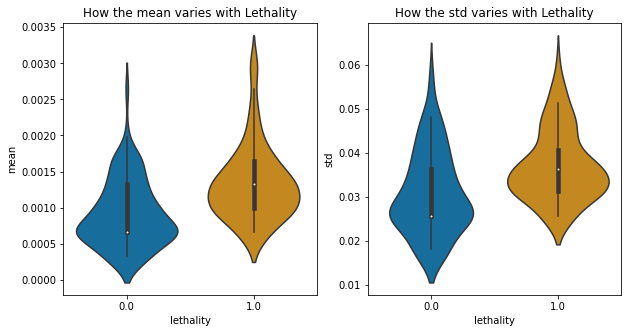 How the mean varies with Lethality
mean
0.0035
0.0030
0.0025
0.0020
0.0015
0.0010
0.0005
0.0000
0.0 1.0
lethality
How the std varies with Lethality
std
0.06
0.05
0.04
0.03
0.02
0.01
0.0 1.0
lethality